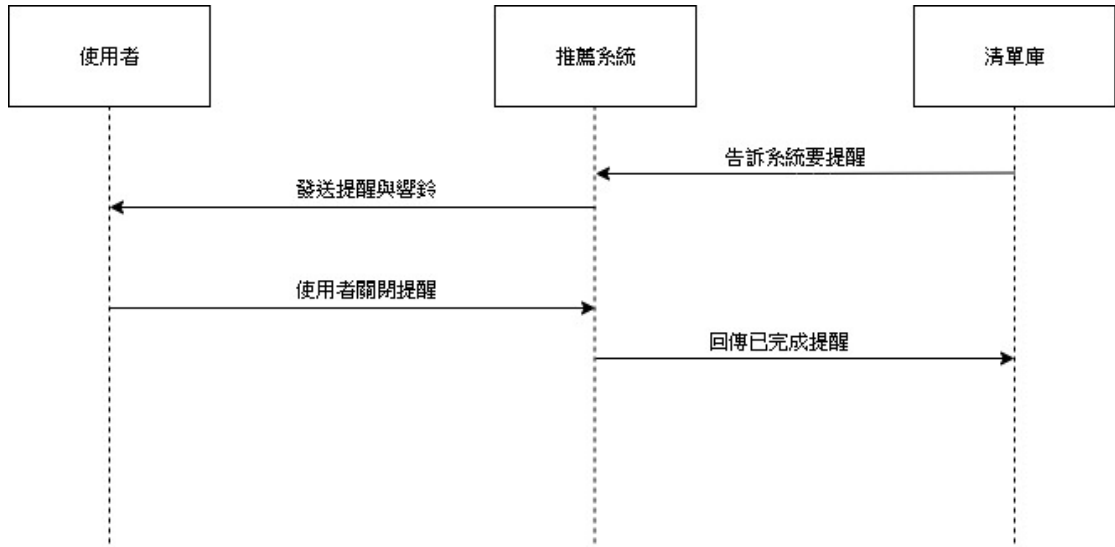 使用者
推薦系統
清單庫
告訴系統要提醒
發送提醒與響鈴
使用者關閉提醒
回傳已完成提醒